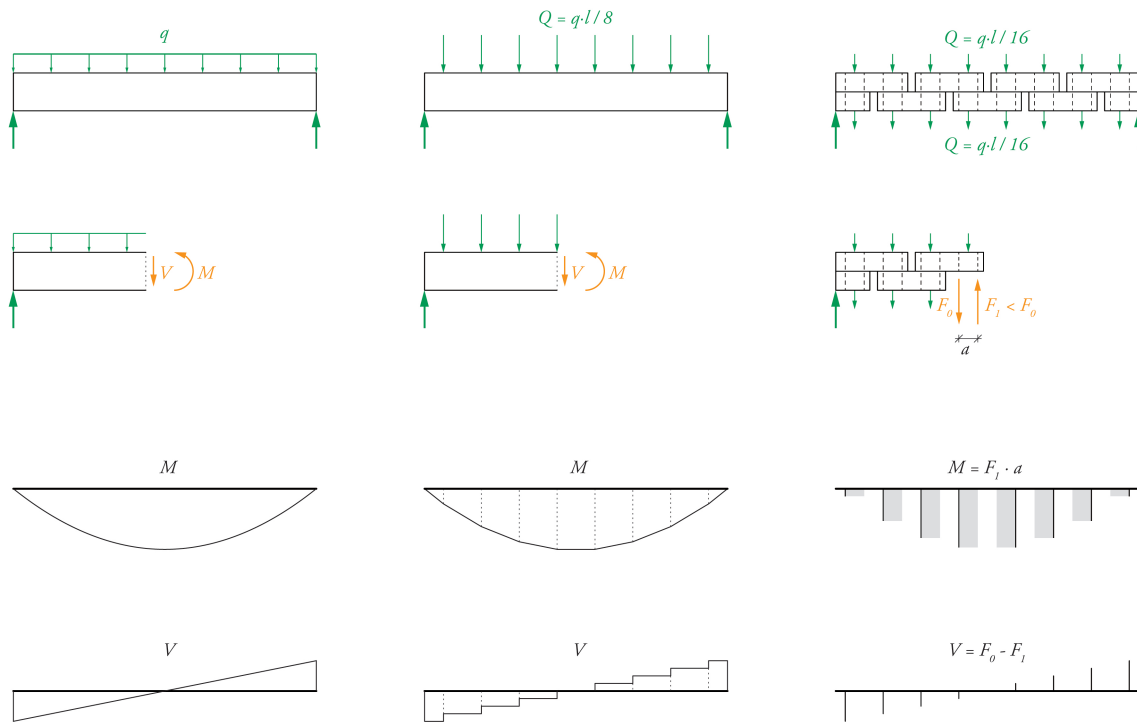 q
Q = q·l / 8
Q = q·l / 16
Q = q·l / 16
V
M
V
M
F₀
F₁ < F₀
a
M
M
M = F₁ · a
V
V
V = F₀ - F₁